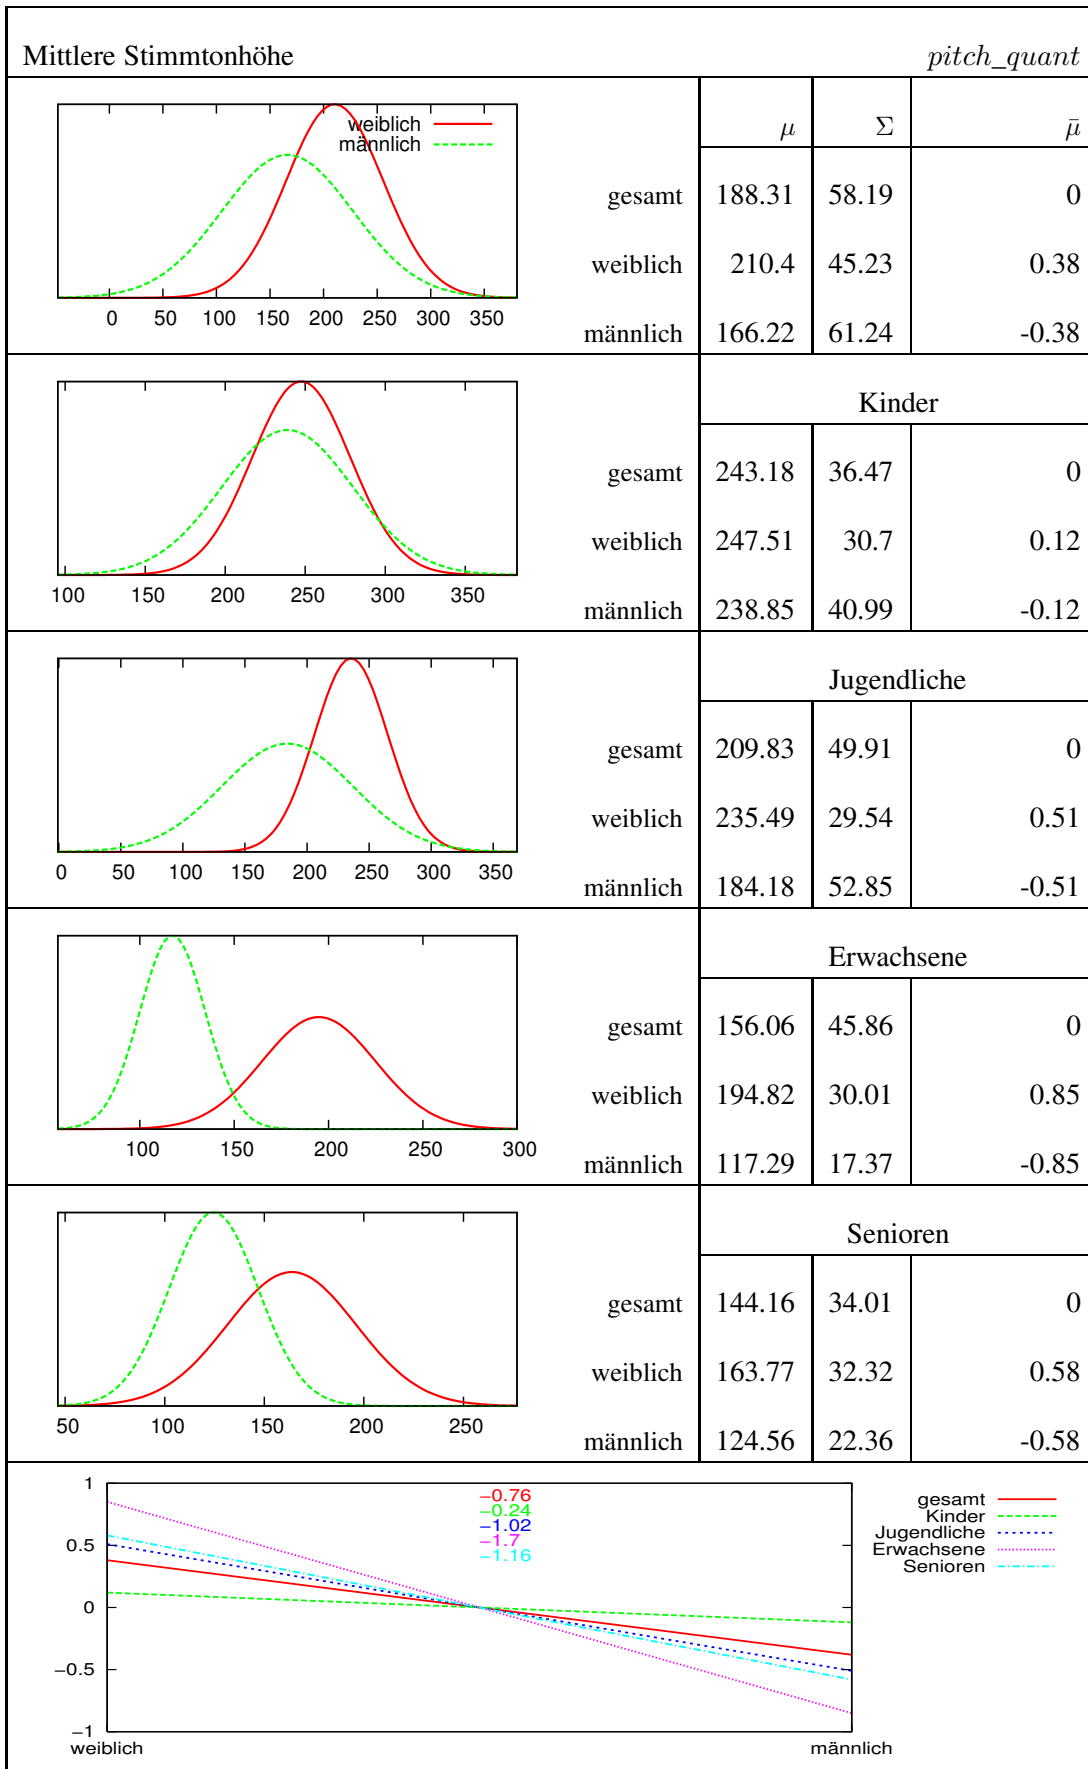 Mittlere Stimmtonhöhe pitch_quant
weiblich
männlich
0 50 100 150 200 250 300 350
μ Σ μ̄
gesamt 188.31 58.19 0
weiblich 210.4 45.23 0.38
männlich 166.22 61.24 -0.38
100 150 200 250 300 350
Kinder
gesamt 243.18 36.47 0
weiblich 247.51 30.7 0.12
männlich 238.85 40.99 -0.12
0 50 100 150 200 250 300 350
Jugendliche
gesamt 209.83 49.91 0
weiblich 235.49 29.54 0.51
männlich 184.18 52.85 -0.51
100 150 200 250 300
Erwachsene
gesamt 156.06 45.86 0
weiblich 194.82 30.01 0.85
männlich 117.29 17.37 -0.85
50 100 150 200 250
Senioren
gesamt 144.16 34.01 0
weiblich 163.77 32.32 0.58
männlich 124.56 22.36 -0.58
1
0.5
0
−0.5
−1
weiblich männlich
−0.76
−0.24
−1.02
−1.7
−1.16
gesamt
Kinder
Jugendliche
Erwachsene
Senioren